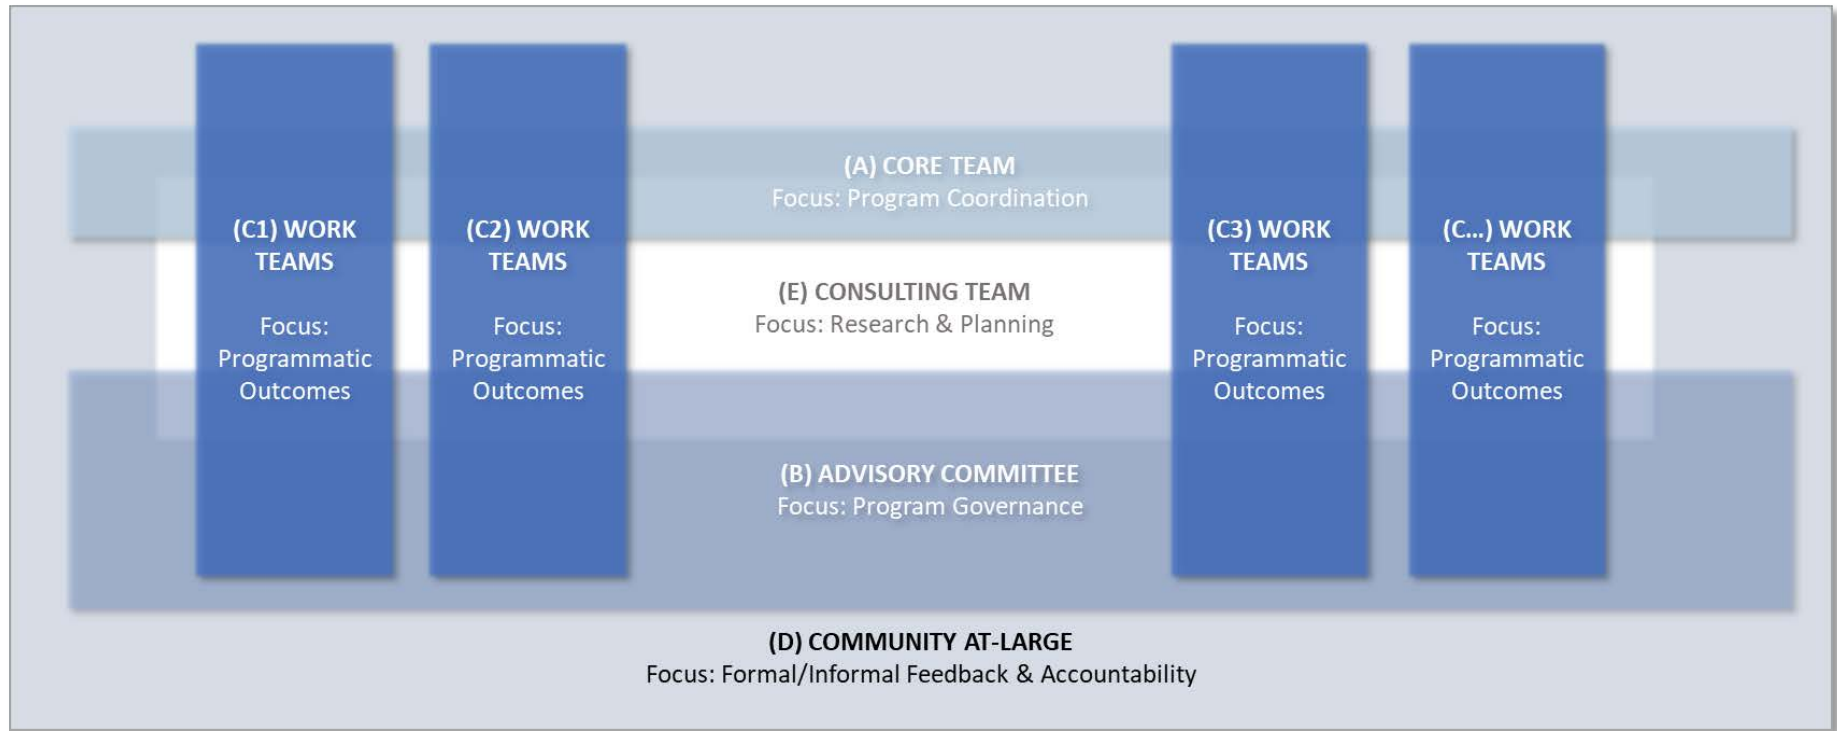 (A) CORE TEAM
Focus: Program Coordination
(C1) WORK
TEAMS
Focus:
Programmatic
Outcomes
(C2) WORK
TEAMS
Focus:
Programmatic
Outcomes
(E) CONSULTING TEAM
Focus: Research & Planning
(C3) WORK
TEAMS
Focus:
Programmatic
Outcomes
(C...) WORK
TEAMS
Focus:
Programmatic
Outcomes
(B) ADVISORY COMMITTEE
Focus: Program Governance
(D) COMMUNITY AT-LARGE
Focus: Formal/Informal Feedback & Accountability